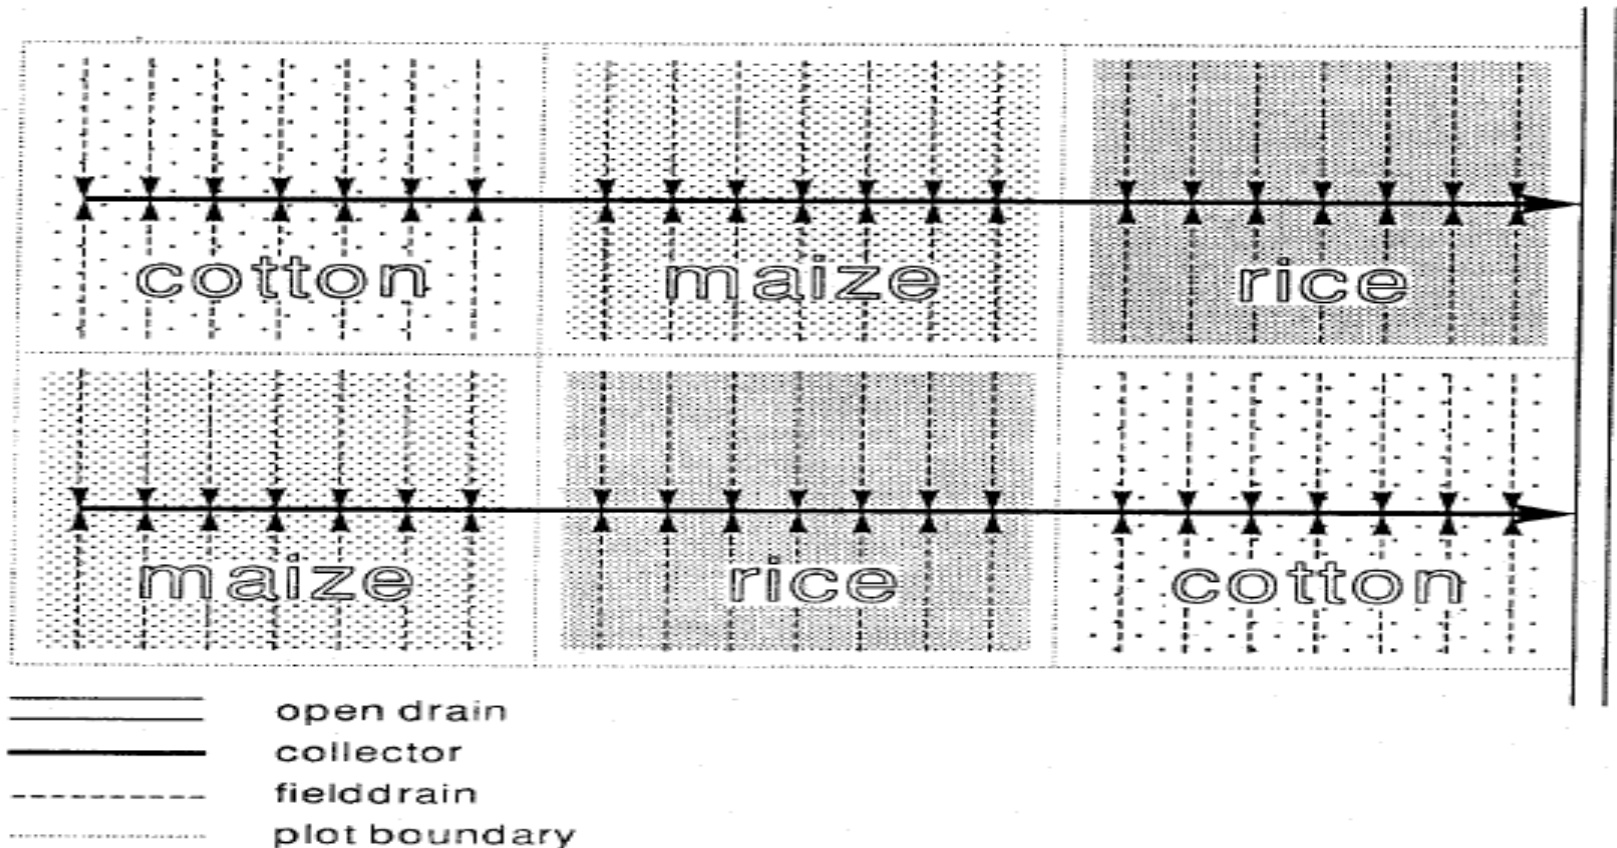 cotton maize rice
maize rice cotton
open drain
collector
fielddrain
plot boundary